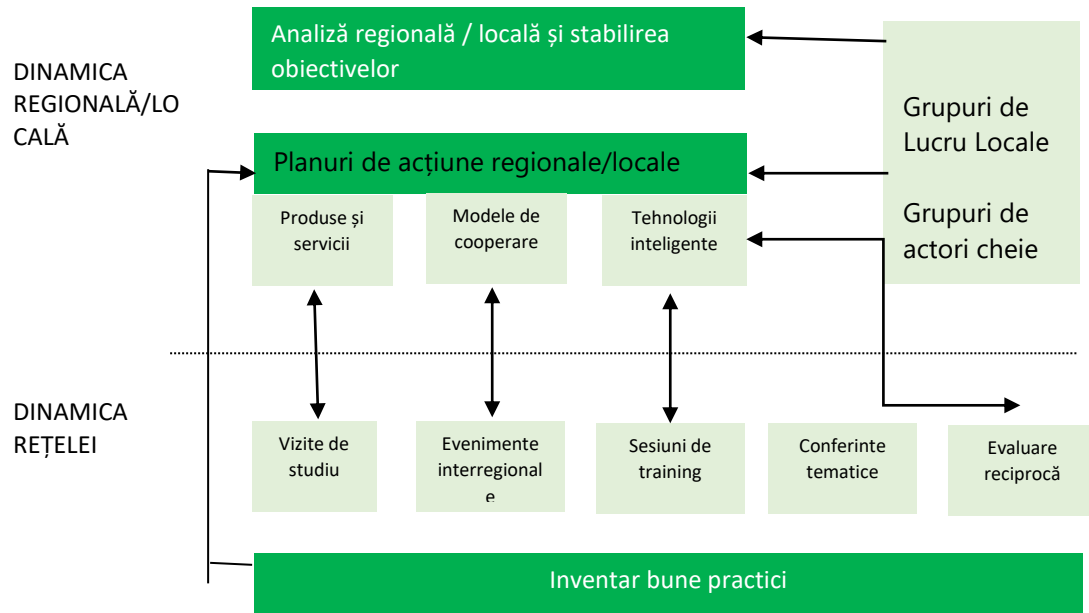 Analiză regională / locală și stabilirea
obiectivelor
DINAMICA
REGIONALĂ/LO
CALĂ
Grupuri de
Lucru Locale
Grupuri de
actori cheie
Planuri de acțiune regionale/locale
Produse și
servicii
Modele de
cooperare
Tehnologii
inteligente
DINAMICA
REȚELEI
Vizite de
studiu
Evenimente
interregional
e
Sesiuni de
training
Conferinte
tematice
Evaluare
reciprocă
Inventar bune practici